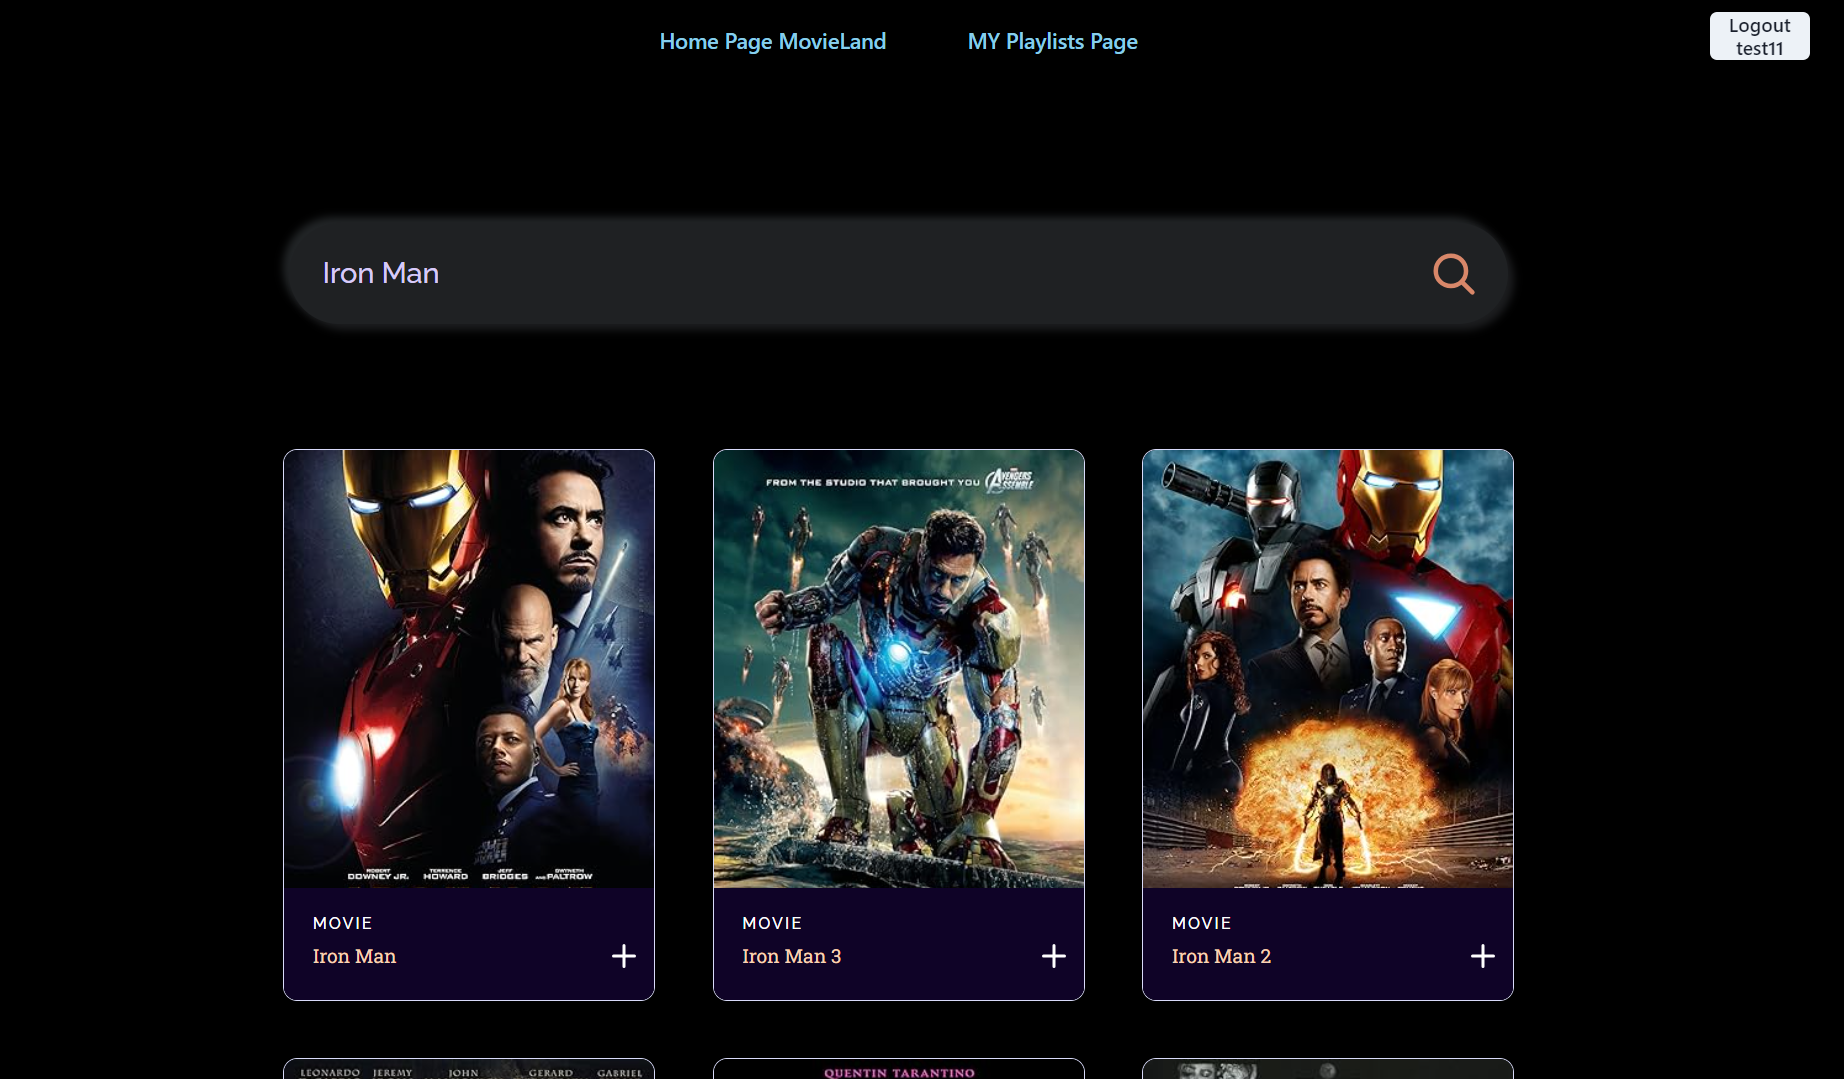 Home Page MovieLand
MY Playlists Page
Logout
test11
Iron Man
FROM THE STUDIO THAT BROUGHT YOU AVENGERS ASSEMBLE
ROBERT DOWNEY JR. TERRENCE HOWARD JEFF BRIDGES AND GWYNETH PALTROW
MOVIE
Iron Man
MOVIE
Iron Man 3
MOVIE
Iron Man 2
LEONARDO JEREMY JOHN GERARD GABRIEL
QUENTIN TARANTINO